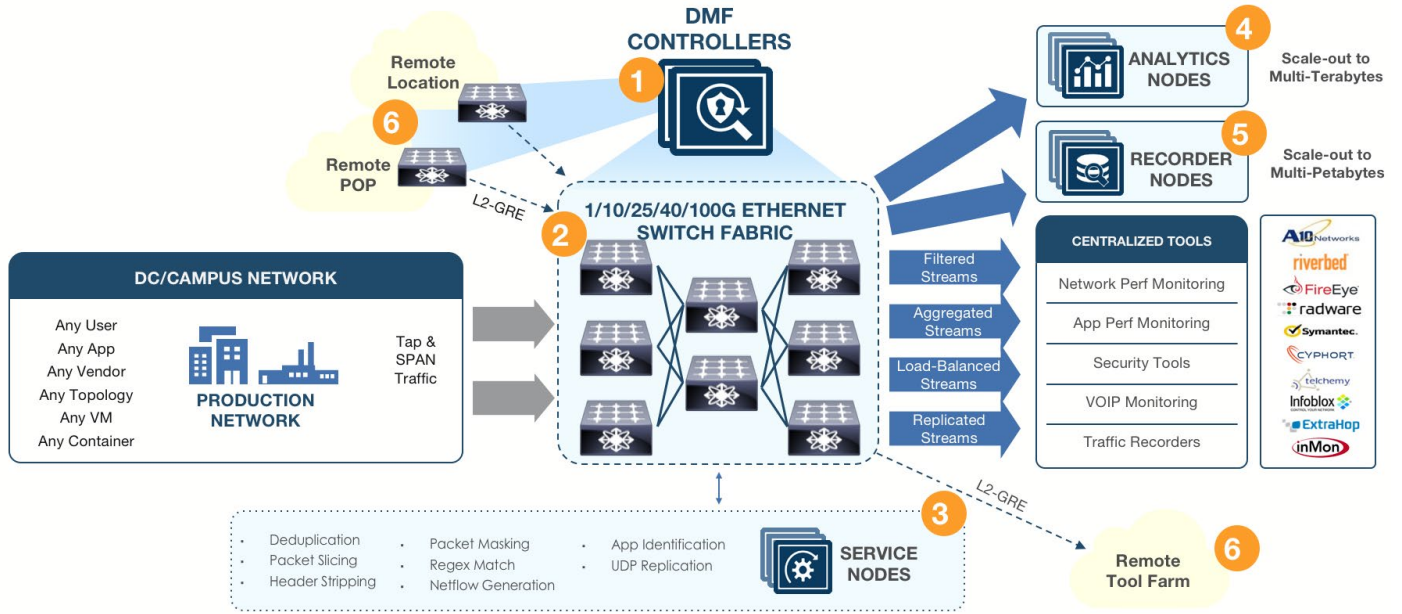 DMF
CONTROLLERS
1
Remote
Location
6
Remote
POP
L2-GRE
4
ANALYTICS
NODES
Scale-out to
Multi-Terabytes
5
RECORDER
NODES
Scale-out to
Multi-Petabytes
2
1/10/25/40/100G ETHERNET
SWITCH FABRIC
DC/CAMPUS NETWORK
Any User
Any App
Any Vendor
Any Topology
Any VM
Any Container
PRODUCTION
NETWORK
Tap &
SPAN
Traffic
Filtered
Streams
Aggregated
Streams
Load-Balanced
Streams
Replicated
Streams
CENTRALIZED TOOLS
Network Perf Monitoring
App Perf Monitoring
Security Tools
VOIP Monitoring
Traffic Recorders
A10 Networks
riverbed
FireEye
radware
Symantec.
CYPHORT
telchemy
Infoblox
CONTROL YOUR NETWORK
ExtraHop
inMon
L2-GRE
3
· Deduplication
· Packet Slicing
· Header Stripping
· Packet Masking
· Regex Match
· Netflow Generation
· App Identification
· UDP Replication
SERVICE
NODES
6
Remote
Tool Farm